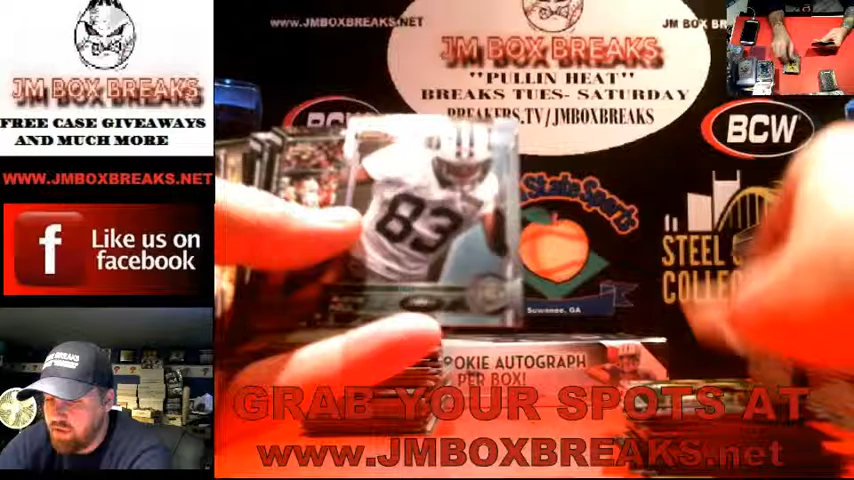 JM BOX BREAKS
FREE CASE GIVEAWAYS
AND MUCH MORE
WWW.JMBOXBREAKS.NET
f
Like us on
facebook
WWW.JMBOXBREAKS.NET
JM BOX
JM BOX BREAKS
"PULLIN HEAT"
BREAKS TUES- SATURDAY
BREAKERS.TV/JMBOXBREAKS
BCW
BCW
State Sports
Suwanee, GA
STEEL
COLLEC
83
OKIE AUTOGRAPH
PER BOX!
GRAB YOUR SPOTS AT
www.JMBOXBREAKS.net